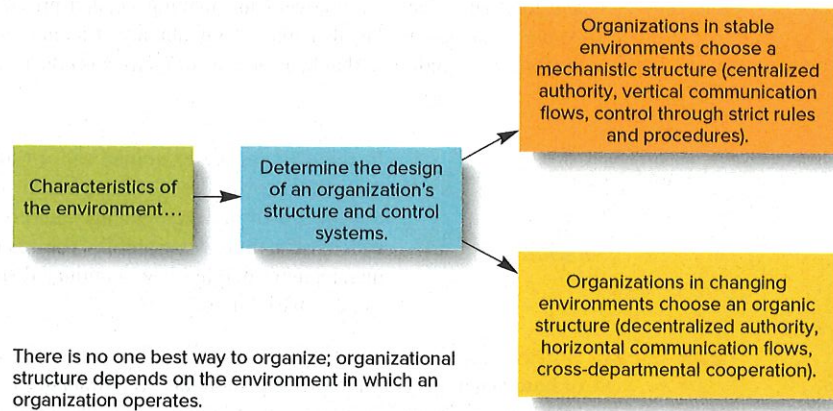 Characteristics of
the environment…
Determine the design
of an organization's
structure and control
systems.
Organizations in stable
environments choose a
mechanistic structure (centralized
authority, vertical communication
flows, control through strict rules
and procedures).
Organizations in changing
environments choose an organic
structure (decentralized authority,
horizontal communication flows,
cross-departmental cooperation).
There is no one best way to organize; organizational
structure depends on the environment in which an
organization operates.